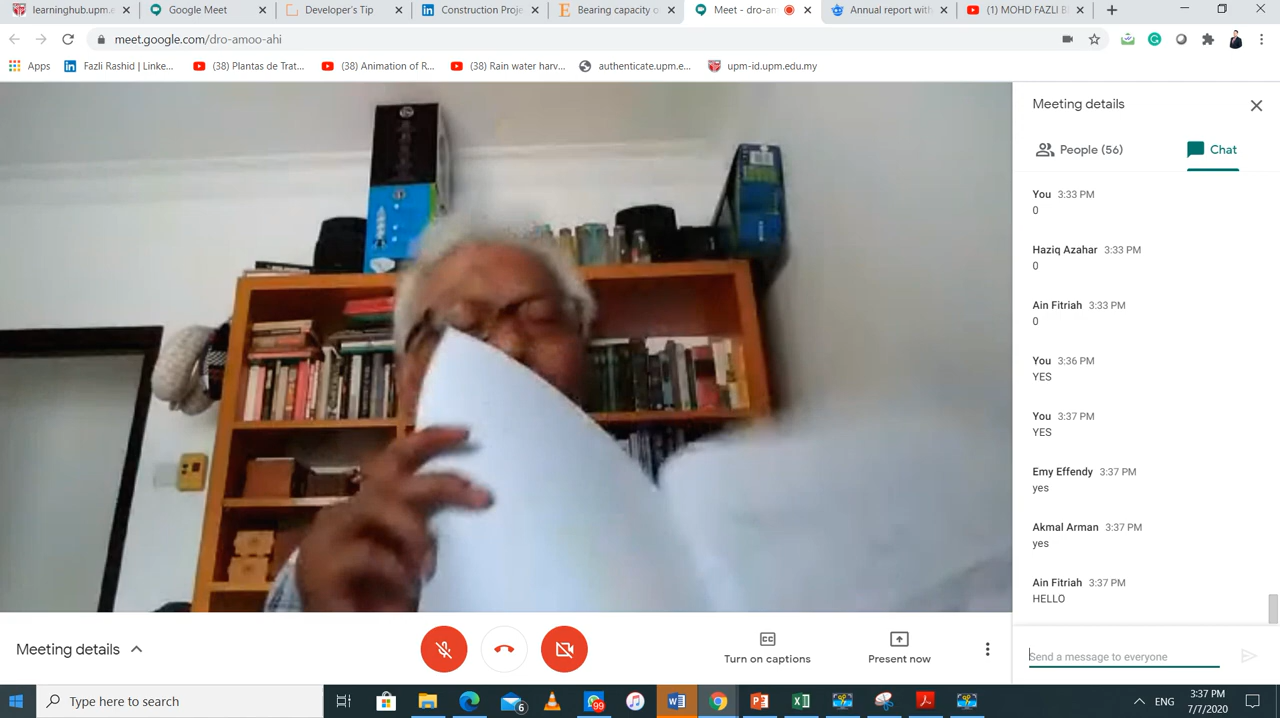 learninghub.upm.e
Google Meet
Developer's Tip
Construction Proje
Bearing capacity o
Meet - dro-am
Annual report with
(1) MOHD FAZLI B
meet.google.com/dro-amoo-ahi
Apps
Fazli Rashid | Linke...
(38) Plantas de Trat...
(38) Animation of R...
(38) Rain water harv...
authenticate.upm.e...
upm-id.upm.edu.my
Meeting details
People (56)
Chat
You 3:33 PM
0
Haziq Azahar 3:33 PM
0
Ain Fitriah 3:33 PM
0
You 3:36 PM
YES
You 3:37 PM
YES
Emy Effendy 3:37 PM
yes
Akmal Arman 3:37 PM
yes
Ain Fitriah 3:37 PM
HELLO
Send a message to everyone
Meeting details
Turn on captions
Present now
Type here to search
6
99
ENG
3:37 PM
7/7/2020